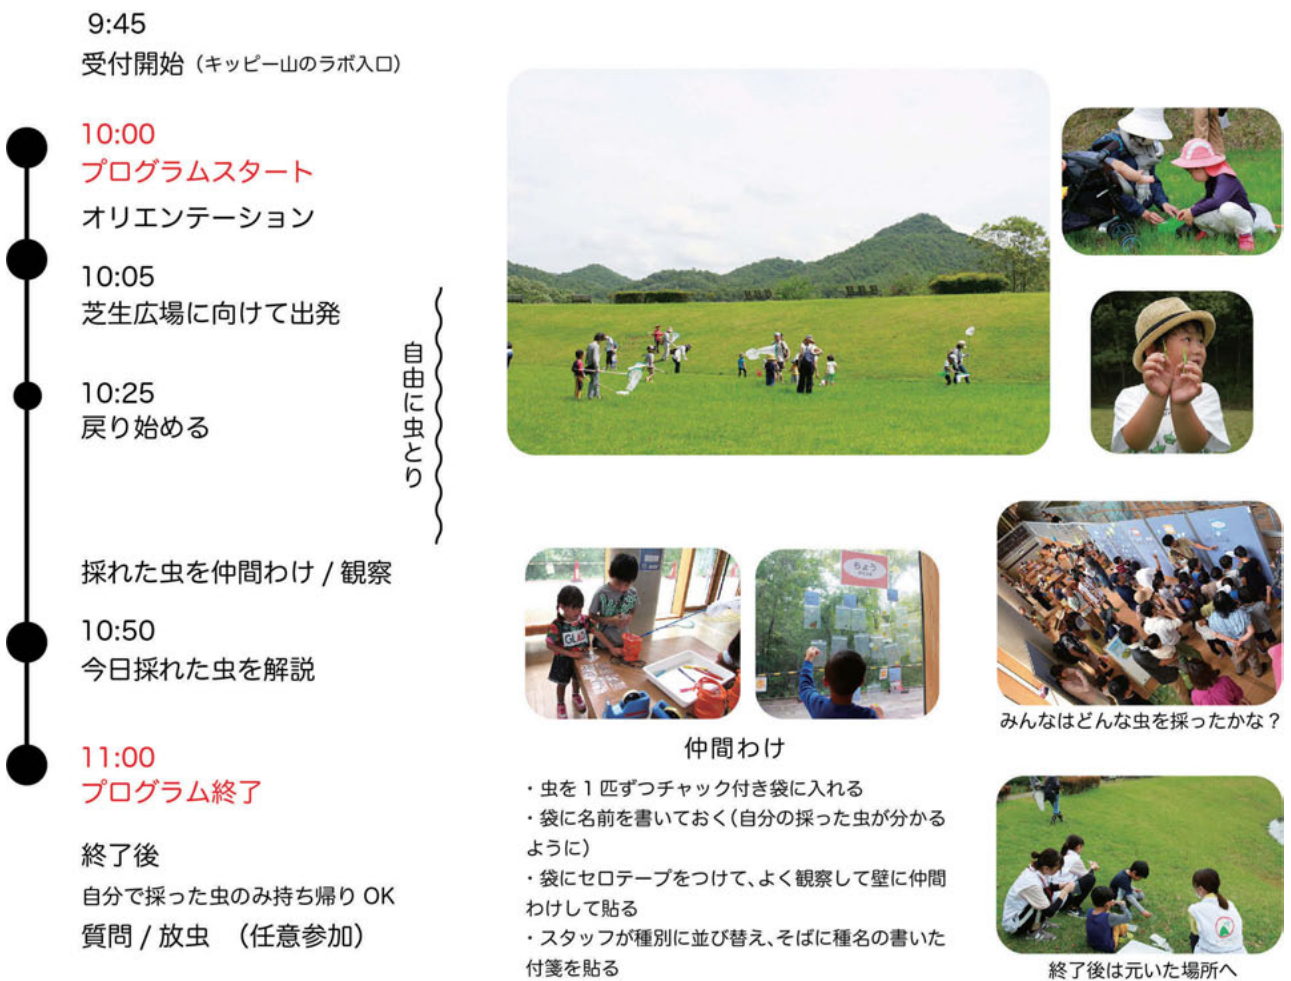 9:45
受付開始（キッピー山のラボ入口）
10:00
プログラムスタート
オリエンテーション
10:05
芝生広場に向けて出発
10:25
戻り始める
自由に虫とり
採れた虫を仲間わけ / 観察
10:50
今日採れた虫を解説
11:00
プログラム終了
終了後
自分で採った虫のみ持ち帰り OK
質問 / 放虫　（任意参加）
ちょう
仲間わけ
・虫を 1 匹ずつチャック付き袋に入れる
・袋に名前を書いておく（自分の採った虫が分かる
ように）
・袋にセロテープをつけて、よく観察して壁に仲間
わけして貼る
・スタッフが種別に並び替え、そばに種名の書いた
付箋を貼る
みんなはどんな虫を採ったかな？
終了後は元いた場所へ